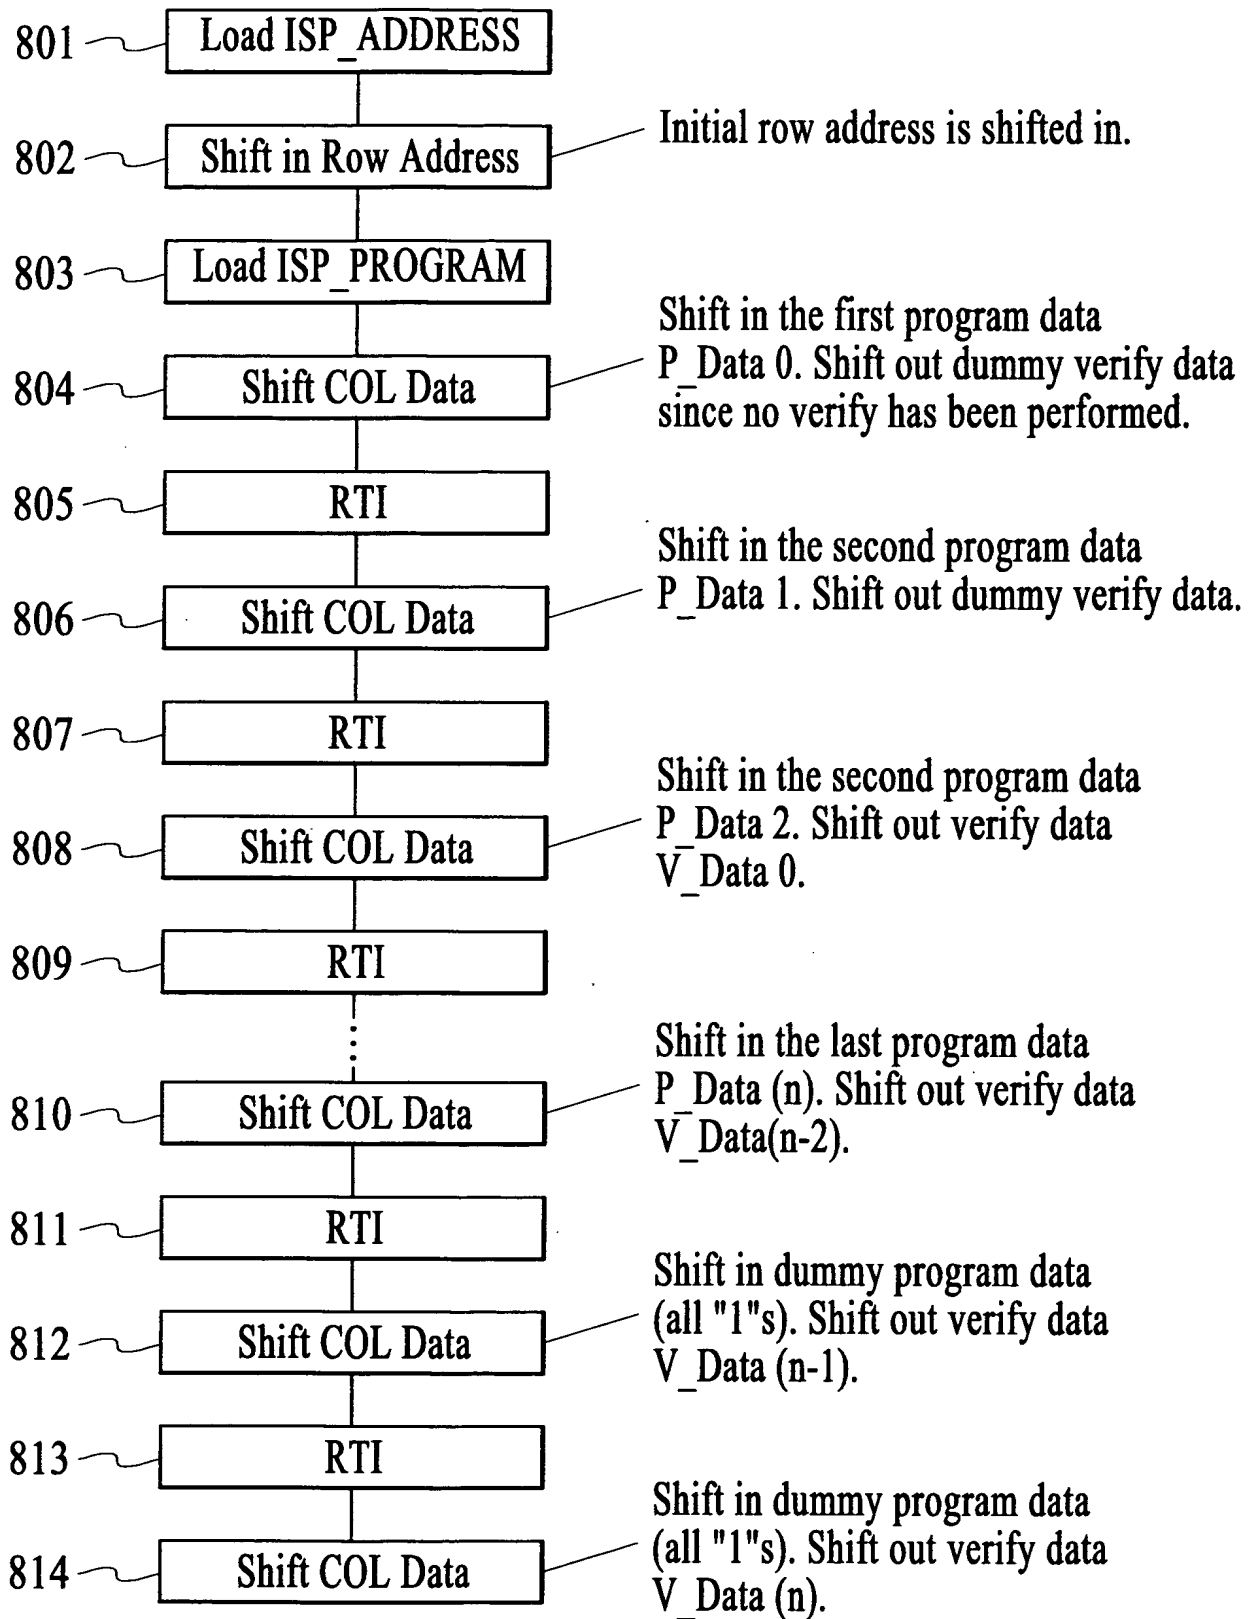 801
Load ISP_ADDRESS
802
Shift in Row Address
Initial row address is shifted in.
803
Load ISP_PROGRAM
804
Shift COL Data
Shift in the first program data
P_Data 0. Shift out dummy verify data
since no verify has been performed.
805
RTI
806
Shift COL Data
Shift in the second program data
P_Data 1. Shift out dummy verify data.
807
RTI
808
Shift COL Data
Shift in the second program data
P_Data 2. Shift out verify data
V_Data 0.
809
RTI
810
Shift COL Data
Shift in the last program data
P_Data (n). Shift out verify data
V_Data(n-2).
811
RTI
812
Shift COL Data
Shift in dummy program data
(all "1"s). Shift out verify data
V_Data (n-1).
813
RTI
814
Shift COL Data
Shift in dummy program data
(all "1"s). Shift out verify data
V_Data (n).